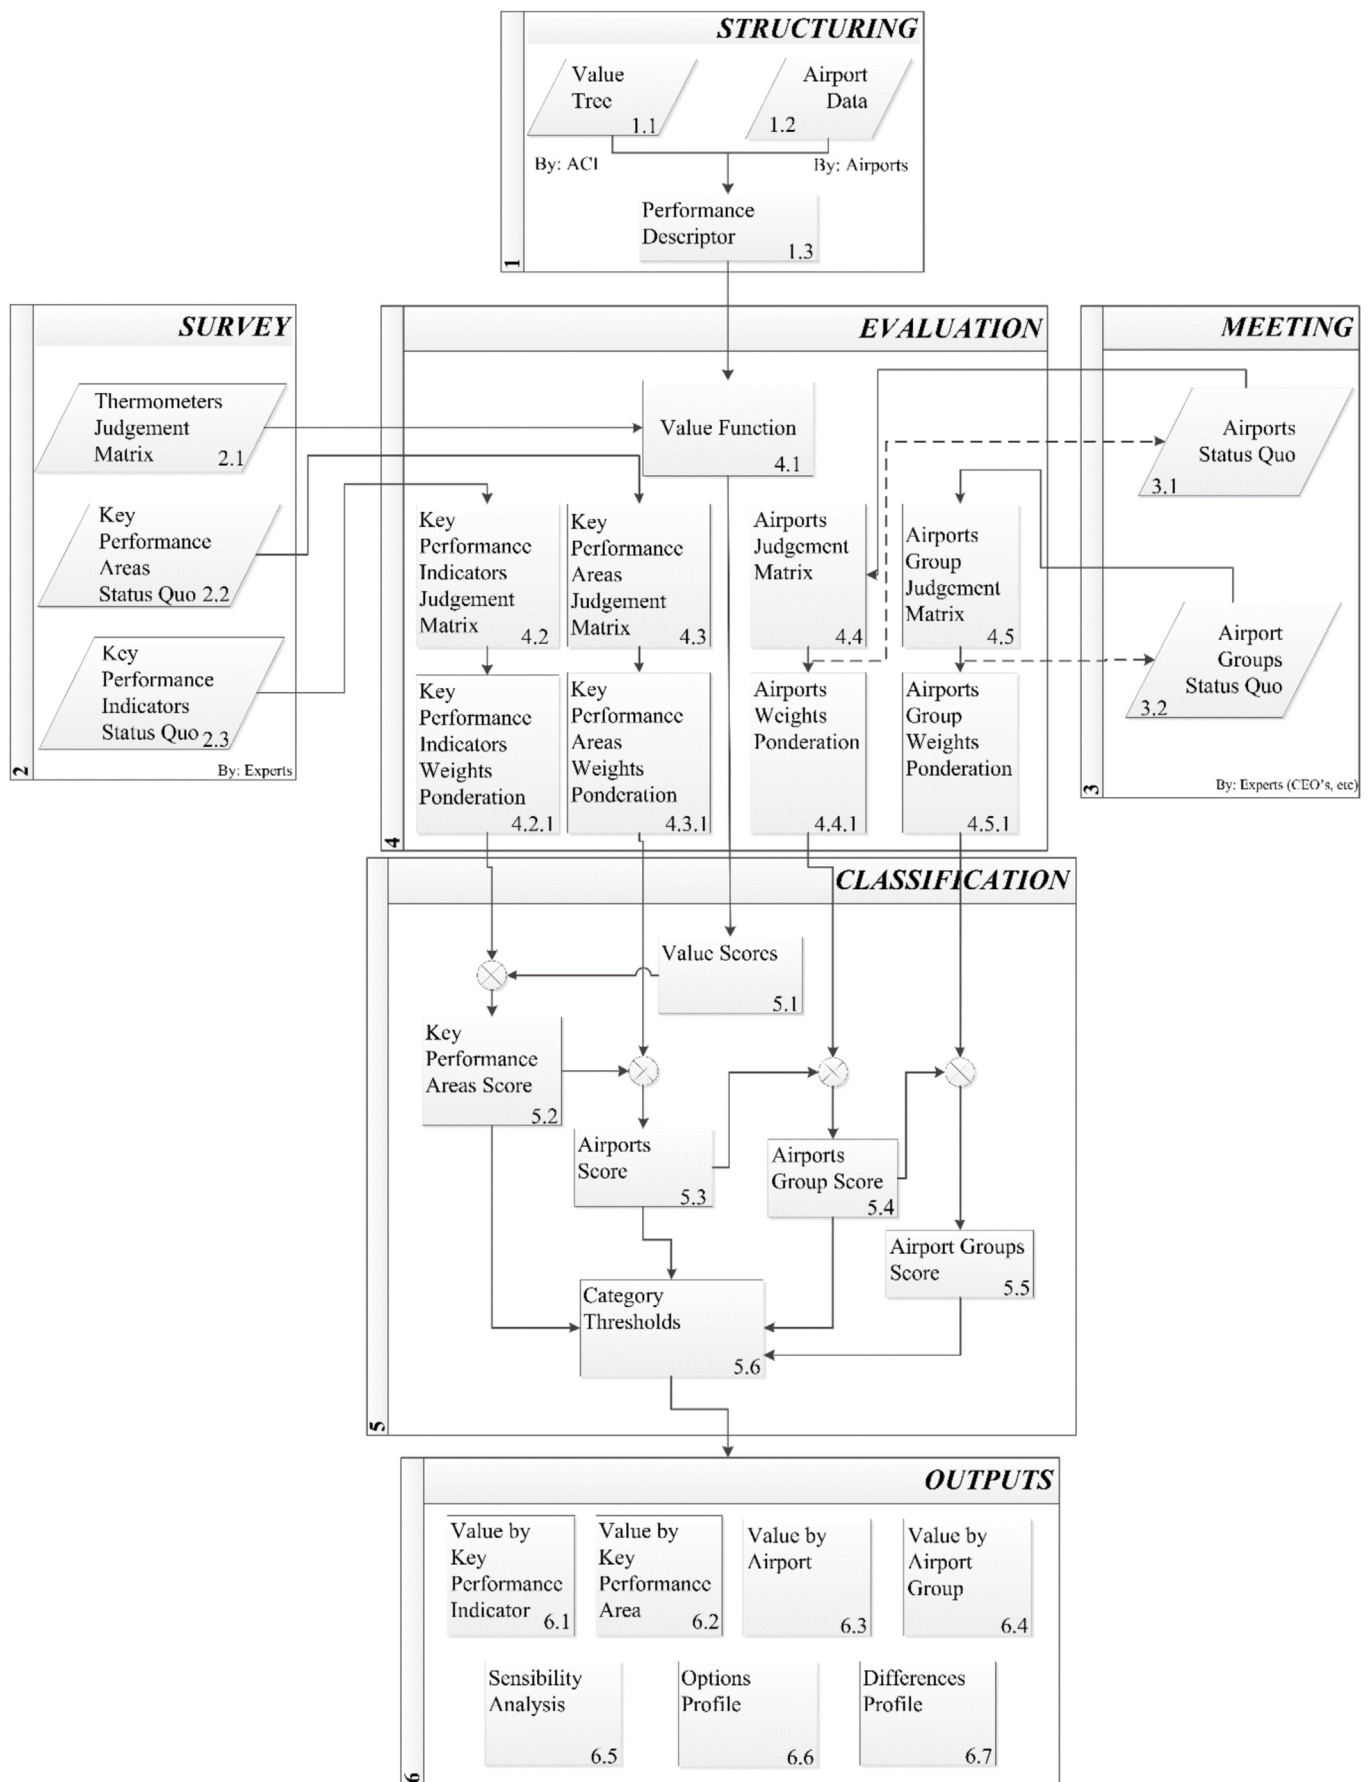 STRUCTURING
Value
Tree
1.1
Airport
Data
1.2
By: ACI
By: Airports
Performance
Descriptor
1.3
1
SURVEY
Thermometers
Judgement
Matrix
2.1
Key
Performance
Areas
Status Quo 2.2
Key
Performance
Indicators
Status Quo 2.3
By: Experts
2
EVALUATION
Value Function
4.1
Key
Performance
Indicators
Judgement
Matrix
4.2
Key
Performance
Areas
Judgement
Matrix
4.3
Airports
Judgement
Matrix
4.4
Airports
Group
Judgement
Matrix
4.5
Key
Performance
Indicators
Weights
Ponderation
4.2.1
Key
Performance
Areas
Weights
Ponderation
4.3.1
Airports
Weights
Ponderation
4.4.1
Airports
Group
Weights
Ponderation
4.5.1
4
MEETING
Airports
Status Quo
3.1
Airport
Groups
Status Quo
3.2
By: Experts (CEO's, etc)
3
CLASSIFICATION
Value Scores
5.1
Key
Performance
Areas Score
5.2
Airports
Score
5.3
Airports
Group Score
5.4
Airport Groups
Score
5.5
Category
Thresholds
5.6
5
OUTPUTS
Value by
Key
Performance
Indicator
6.1
Value by
Key
Performance
Area
6.2
Value by
Airport
6.3
Value by
Airport
Group
6.4
Sensibility
Analysis
6.5
Options
Profile
6.6
Differences
Profile
6.7
6